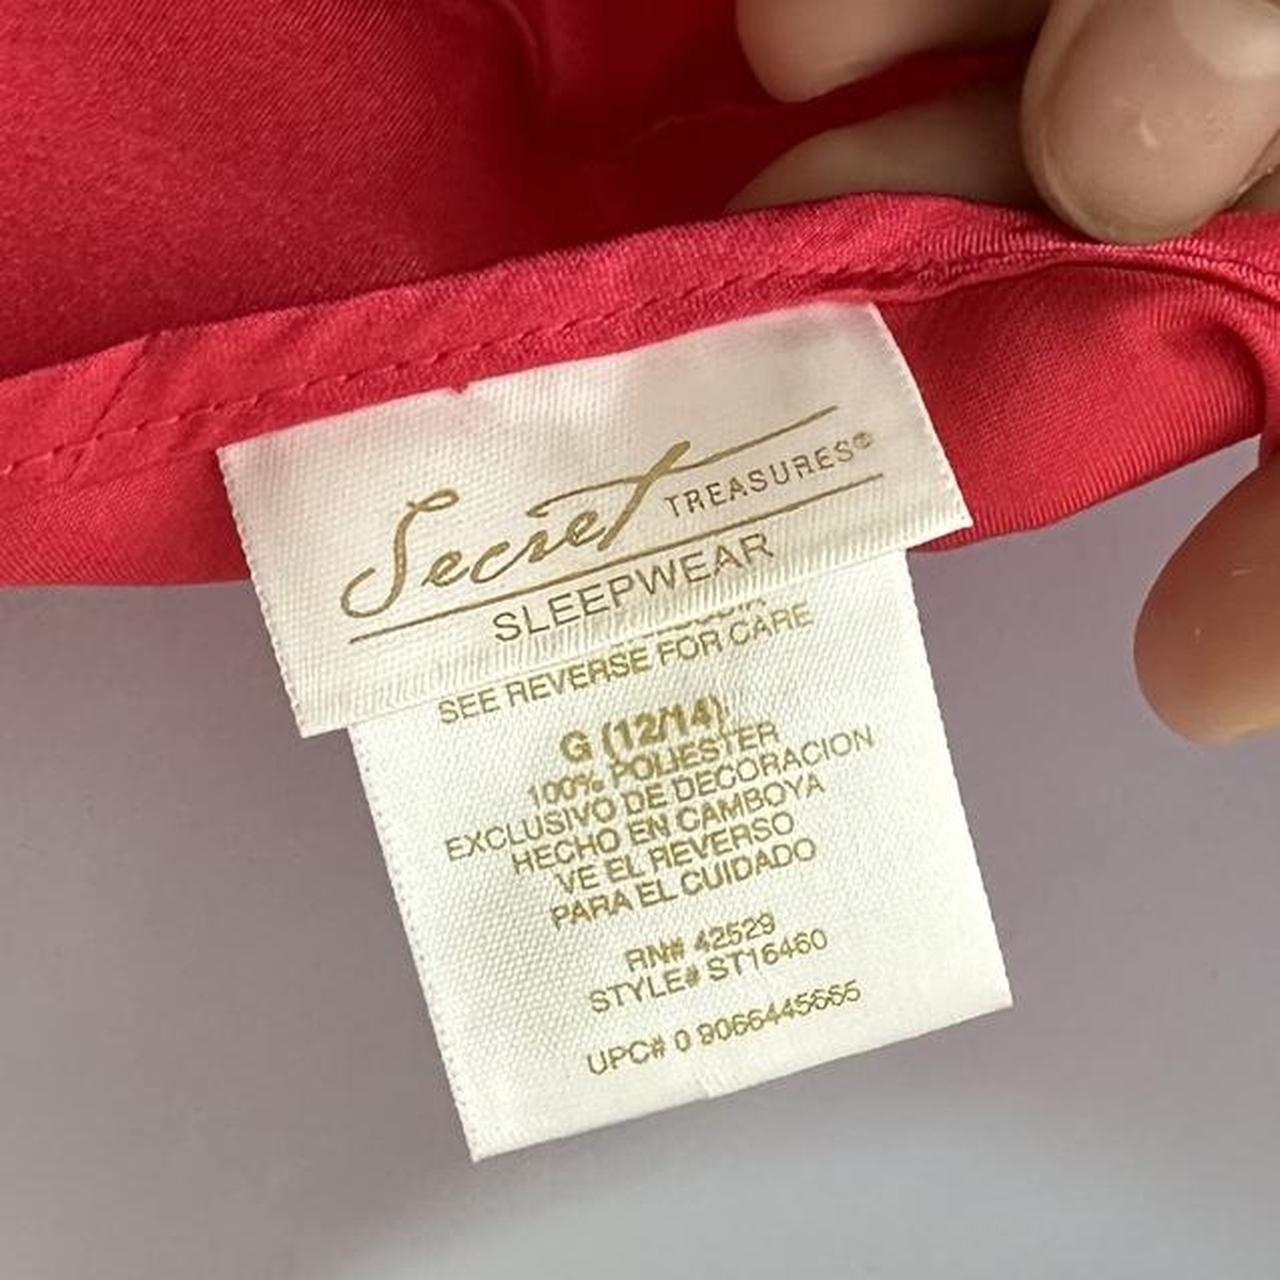 Secret TREASURES®
SLEEPWEAR
SEE REVERSE FOR CARE
G (12/14)
100% POLIESTER
EXCLUSIVO DE DECORACION
HECHO EN CAMBOYA
VE EL REVERSO
PARA EL CUIDADO
RN# 42529
STYLE# ST16460
UPC# 0 9066445665